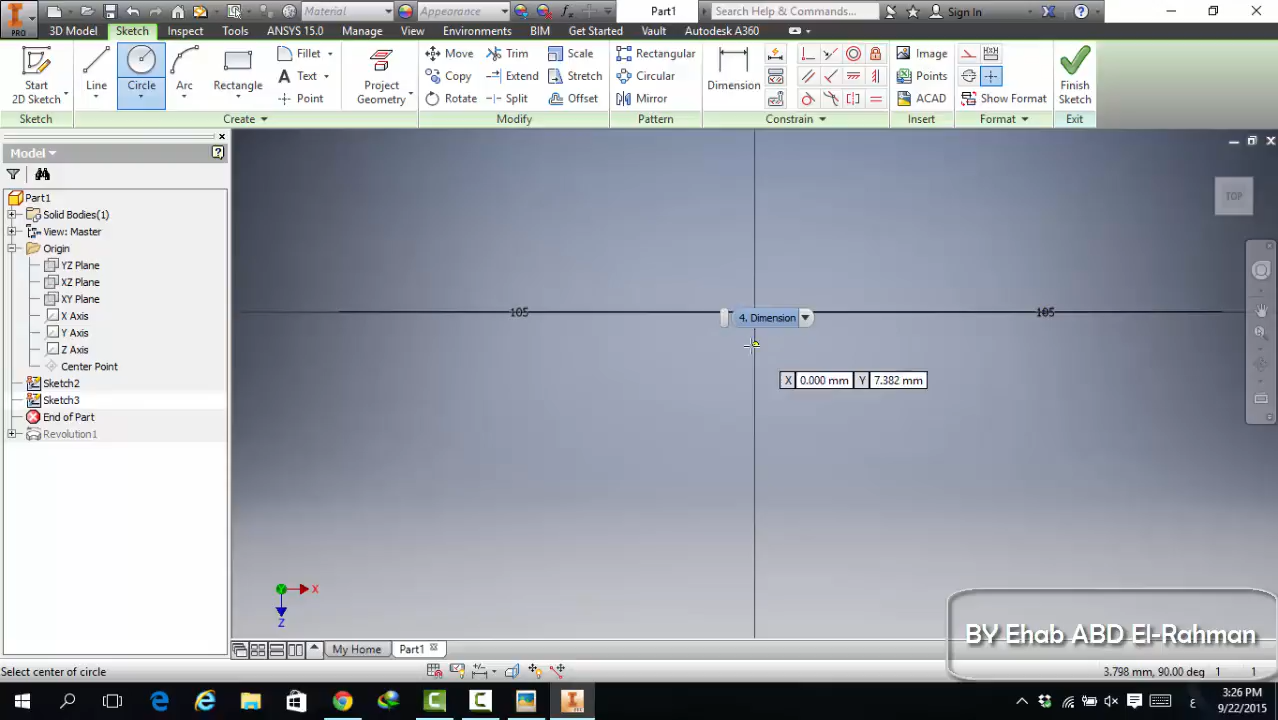 Material
Appearance
Part1
Search Help & Commands...
Sign In
PRO
3D Model
Sketch
Inspect
Tools
ANSYS 15.0
Manage
View
Environments
BIM
Get Started
Vault
Autodesk A360
Start
2D Sketch
Line
Circle
Arc
Rectangle
Fillet
Text
Point
Project
Geometry
Move
Copy
Rotate
Trim
Extend
Split
Scale
Stretch
Offset
Rectangular
Circular
Mirror
Dimension
Image
Points
ACAD
Show Format
Finish
Sketch
Sketch
Create
Modify
Pattern
Constrain
Insert
Format
Exit
Model
Part1
Solid Bodies(1)
View: Master
Origin
YZ Plane
XZ Plane
XY Plane
X Axis
Y Axis
Z Axis
Center Point
Sketch2
Sketch3
End of Part
Revolution1
TOP
105
4. Dimension
105
X 0.000 mm Y 7.382 mm
X
Z
BY Ehab ABD El-Rahman
My Home
Part1
Select center of circle
3.798 mm, 90.00 deg 1 1
3:26 PM
9/22/2015
ع